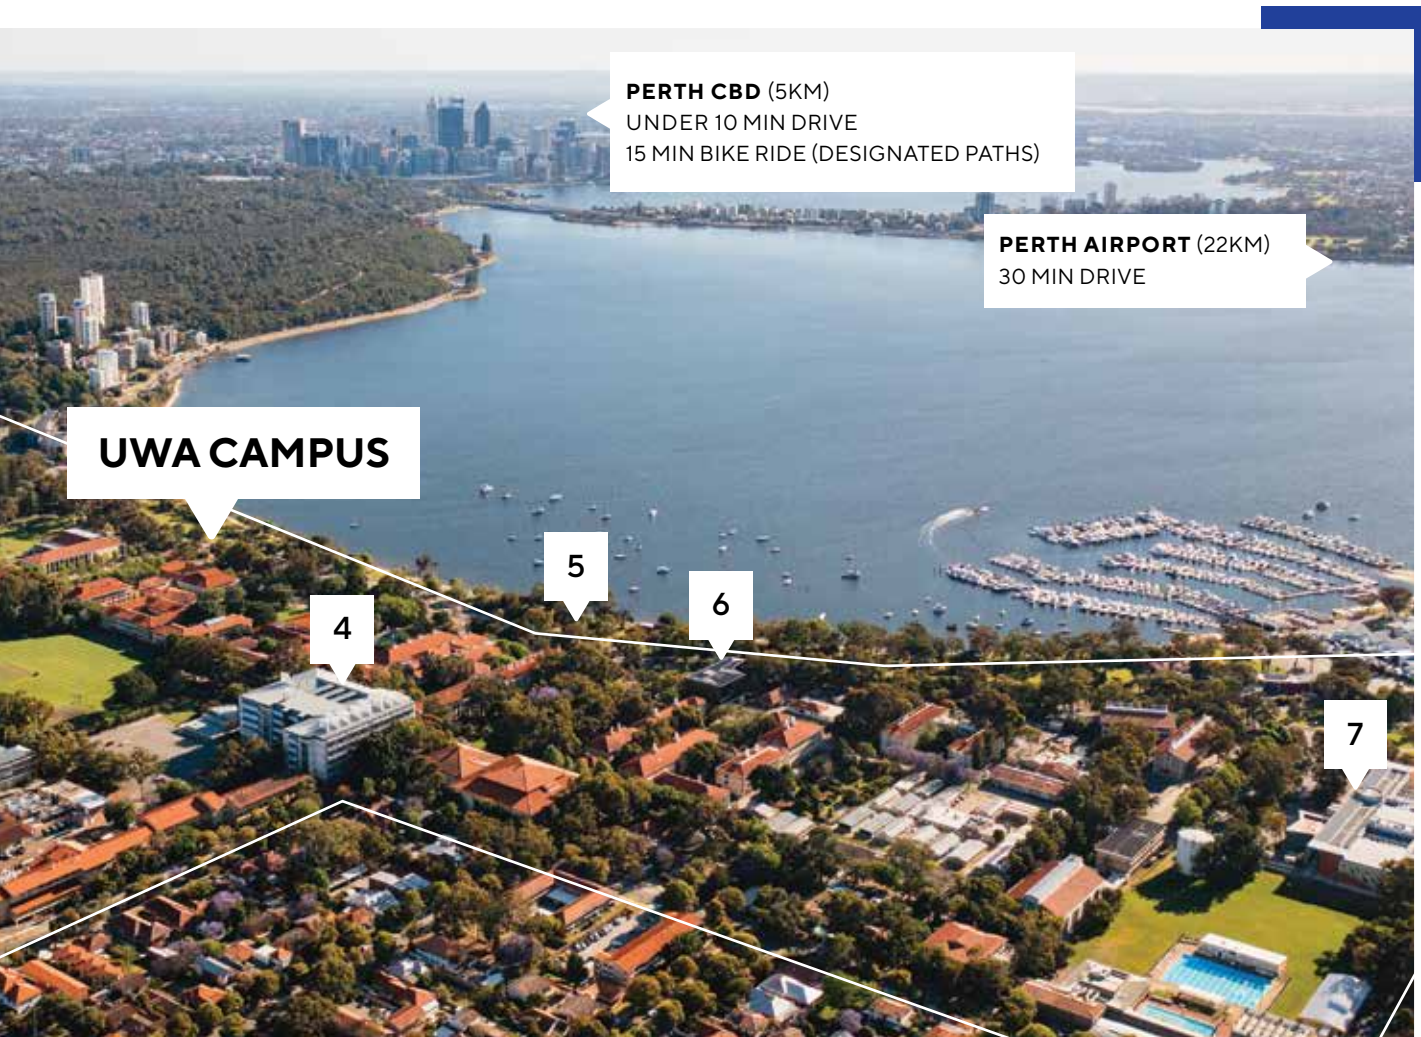 PERTH CBD (5KM)
UNDER 10 MIN DRIVE
15 MIN BIKE RIDE (DESIGNATED PATHS)
PERTH AIRPORT (22KM)
30 MIN DRIVE
UWA CAMPUS
5
6
4
7